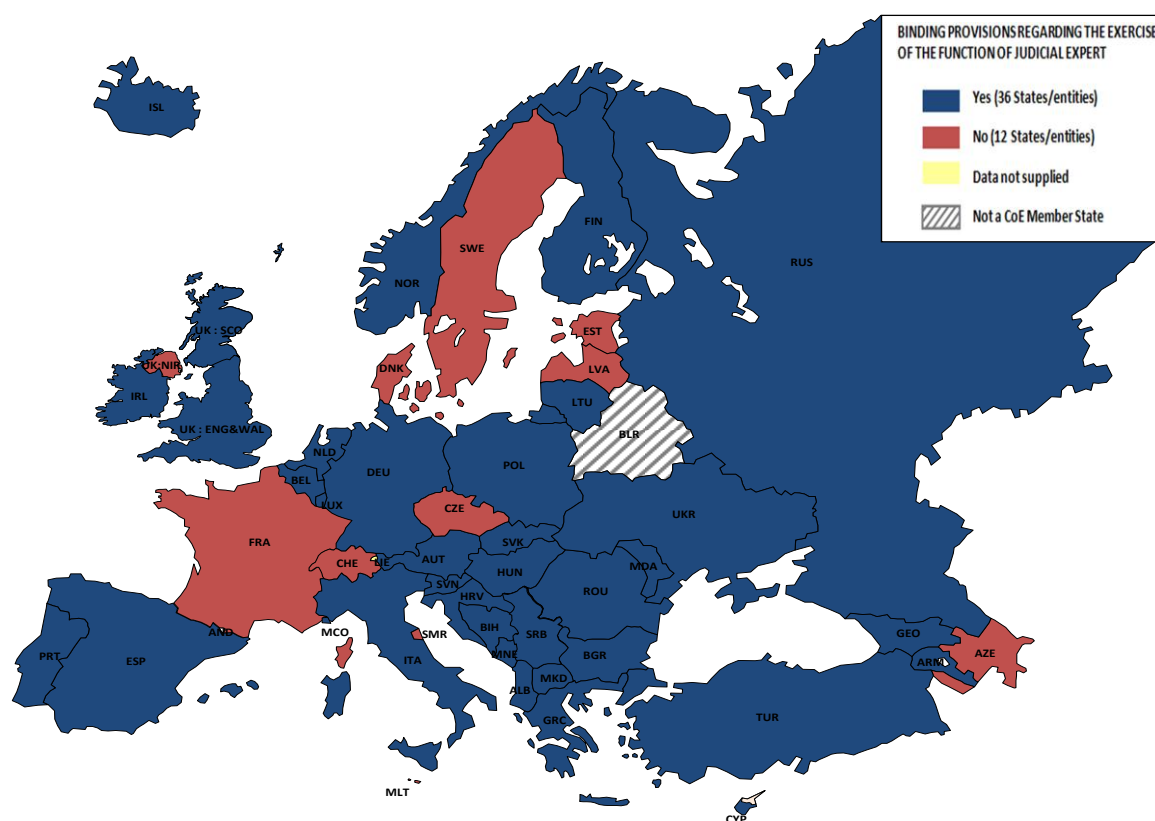 BINDING PROVISIONS REGARDING THE EXERCISE
OF THE FUNCTION OF JUDICIAL EXPERT
Yes (36 States/entities)
No (12 States/entities)
Data not supplied
Not a CoE Member State
ISL
FIN
SWE
RUS
NOR
UK : SCO
EST
UK:NIR
DNK
LVA
IRL
LTU
UK : ENG&WAL
BLR
NLD
DEU
POL
BEL
LUX
CZE
UKR
FRA
SVK
CHE
LIE
AUT
MDA
HUN
SVN
ROU
HRV
BIH
SRB
MCO
AND
SMR
GEO
PRT
ESP
ITA
MNE
BGR
AZE
ARM
MKD
ALB
GRC
TUR
MLT
CYP